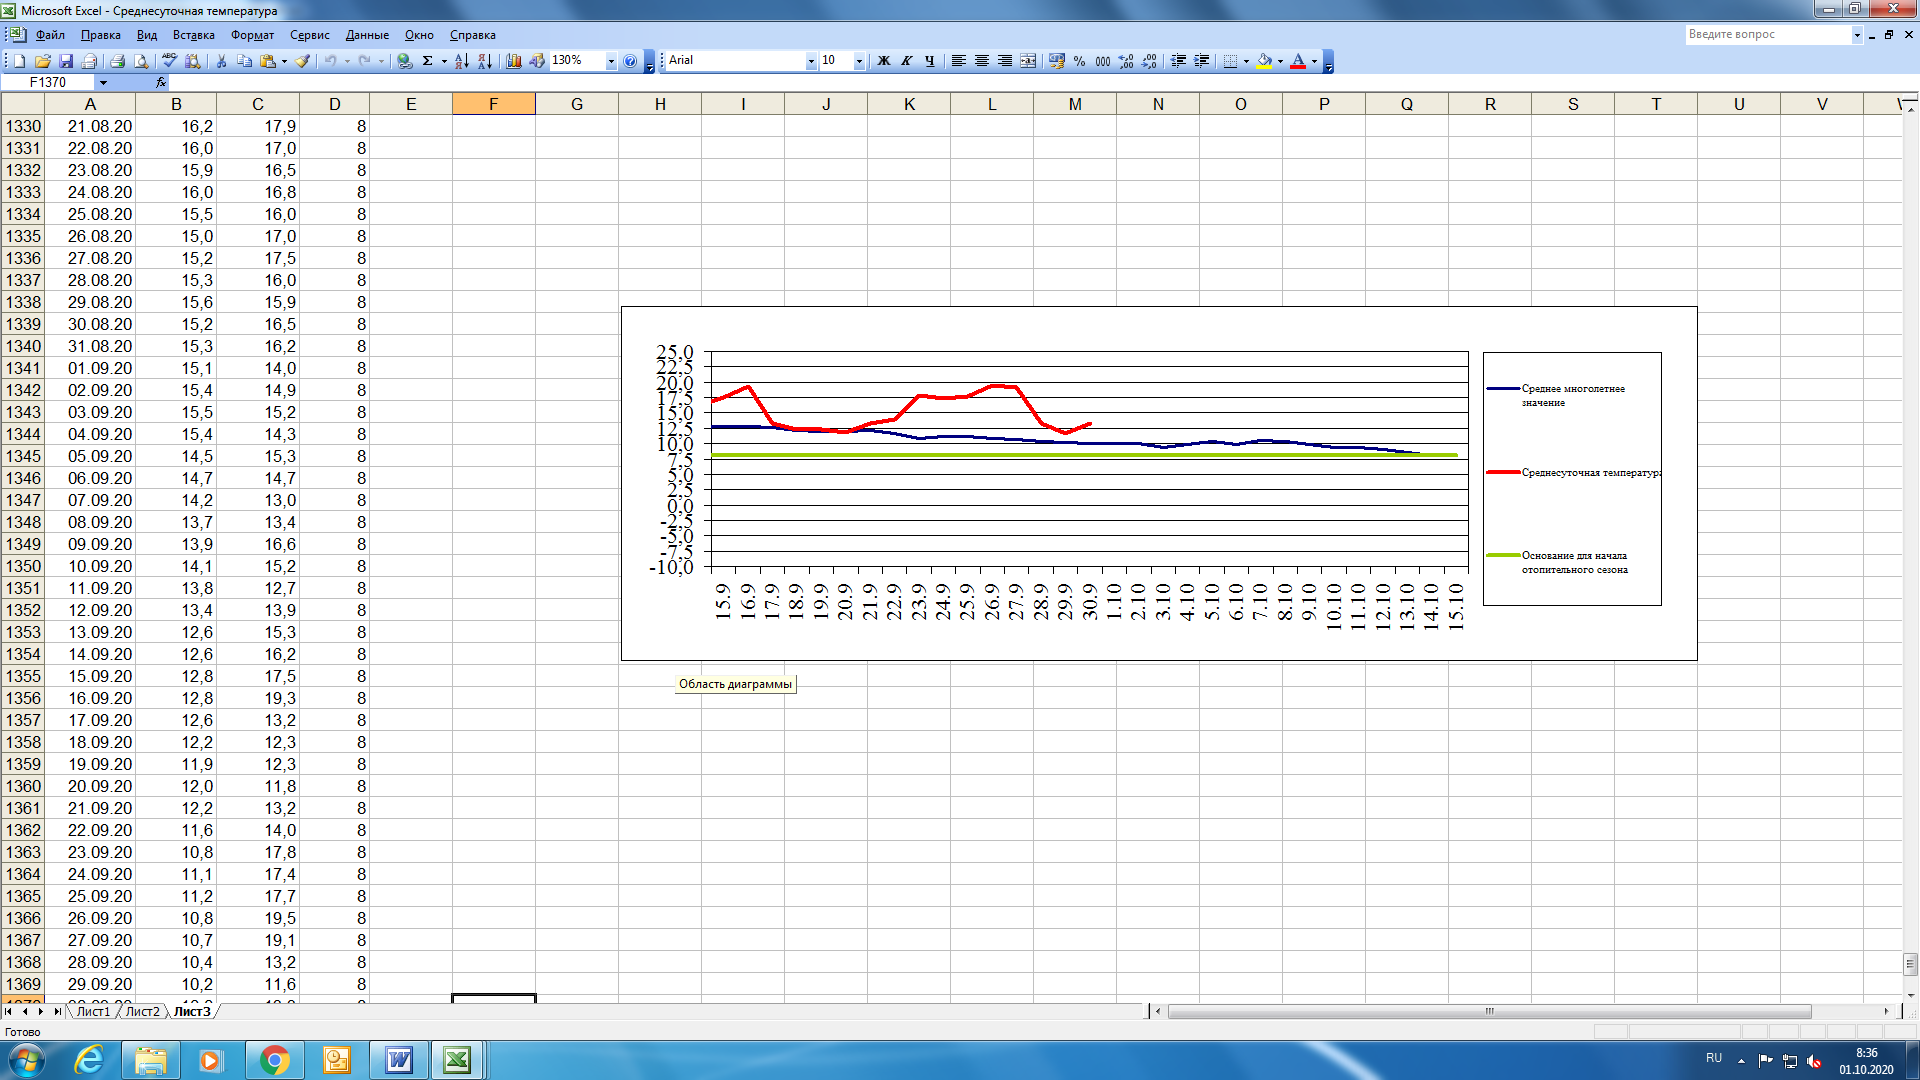 Microsoft Excel - Среднесуточная температура
Файл Правка Вид Вставка Формат Сервис Данные Окно Справка Введите вопрос
130% Arial 10 Ж К Ч % 000
F1370 fx
A B C D E F G H I J K L M N O P Q R S T U V
1330 21.08.20 16,2 17,9 8
1331 22.08.20 16,0 17,0 8
1332 23.08.20 15,9 16,5 8
1333 24.08.20 16,0 16,8 8
1334 25.08.20 15,5 16,0 8
1335 26.08.20 15,0 17,0 8
1336 27.08.20 15,2 17,5 8
1337 28.08.20 15,3 16,0 8
1338 29.08.20 15,6 15,9 8
1339 30.08.20 15,2 16,5 8
1340 31.08.20 15,3 16,2 8
1341 01.09.20 15,1 14,0 8
1342 02.09.20 15,4 14,9 8
1343 03.09.20 15,5 15,2 8
1344 04.09.20 15,4 14,3 8
1345 05.09.20 14,5 15,3 8
1346 06.09.20 14,7 14,7 8
1347 07.09.20 14,2 13,0 8
1348 08.09.20 13,7 13,4 8
1349 09.09.20 13,9 16,6 8
1350 10.09.20 14,1 15,2 8
1351 11.09.20 13,8 12,7 8
1352 12.09.20 13,4 13,9 8
1353 13.09.20 12,6 15,3 8
1354 14.09.20 12,6 16,2 8
1355 15.09.20 12,8 17,5 8
1356 16.09.20 12,8 19,3 8
1357 17.09.20 12,6 13,2 8
1358 18.09.20 12,2 12,3 8
1359 19.09.20 11,9 12,3 8
1360 20.09.20 12,0 11,8 8
1361 21.09.20 12,2 13,2 8
1362 22.09.20 11,6 14,0 8
1363 23.09.20 10,8 17,8 8
1364 24.09.20 11,1 17,4 8
1365 25.09.20 11,2 17,7 8
1366 26.09.20 10,8 19,5 8
1367 27.09.20 10,7 19,1 8
1368 28.09.20 10,4 13,2 8
1369 29.09.20 10,2 11,6 8
25,0
22,5
20,0
17,5
15,0
12,5
10,0
7,5
5,0
2,5
0,0
-2,5
-5,0
-7,5
-10,0
15.9 16.9 17.9 18.9 19.9 20.9 21.9 22.9 23.9 24.9 25.9 26.9 27.9 28.9 29.9 30.9 1.10 2.10 3.10 4.10 5.10 6.10 7.10 8.10 9.10 10.10 11.10 12.10 13.10 14.10 15.10
Среднее многолетнее
значение
Среднесуточная температура
Основание для начала
отопительного сезона
Область диаграммы
Лист1 Лист2 Лист3
Готово
RU 8:36
01.10.2020